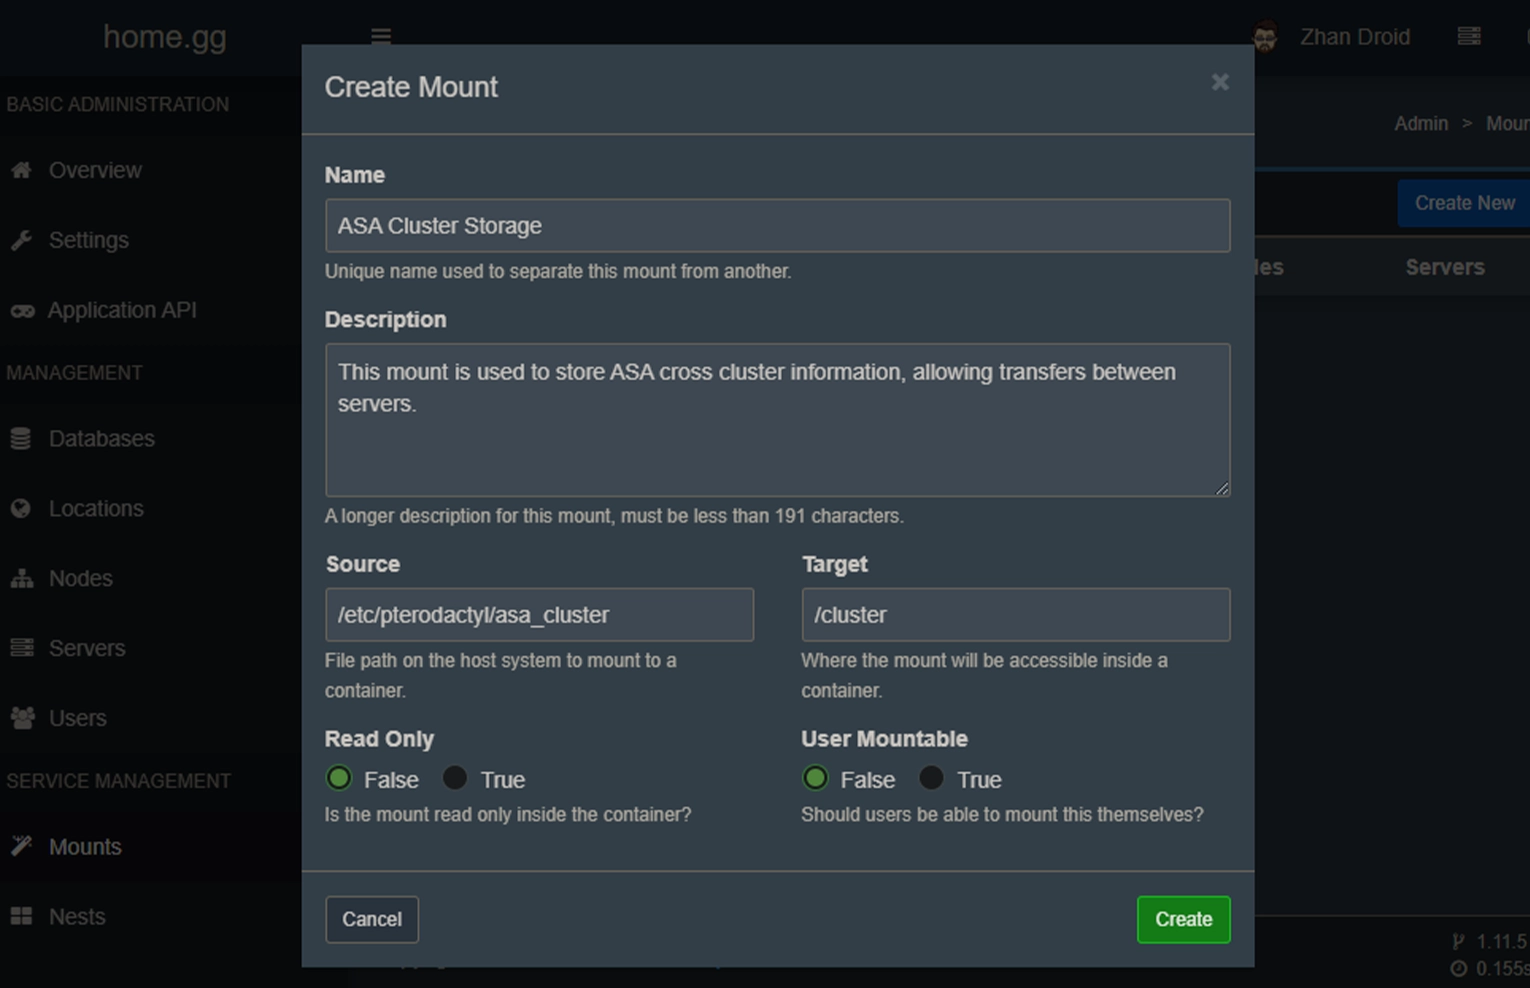 home.gg
Zhan Droid
BASIC ADMINISTRATION
Overview
Settings
Application API
MANAGEMENT
Databases
Locations
Nodes
Servers
Users
SERVICE MANAGEMENT
Mounts
Nests
Admin > Moun
Create New
les Servers
Create Mount
×
Name
ASA Cluster Storage
Unique name used to separate this mount from another.
Description
This mount is used to store ASA cross cluster information, allowing transfers between
servers.
A longer description for this mount, must be less than 191 characters.
Source
/etc/pterodactyl/asa_cluster
File path on the host system to mount to a
container.
Target
/cluster
Where the mount will be accessible inside a
container.
Read Only
False True
Is the mount read only inside the container?
User Mountable
False True
Should users be able to mount this themselves?
Cancel
Create
1.11.5
0.155s